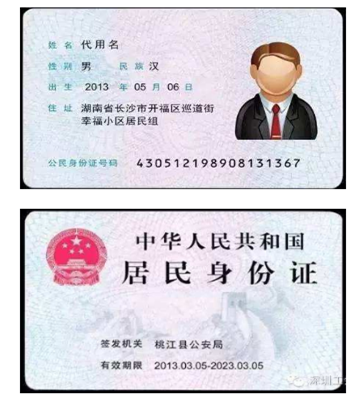 姓名 代用名
性别 男 民族 汉
出生 2013 年 05 月 06 日
住址 湖南省长沙市开福区巡道街
幸福小区居民组
公民身份证号码 430512198908131367
中华人民共和国
居民身份证
签发机关 桃江县公安局
有效期限 2013.03.05-2023.03.05
深圳工